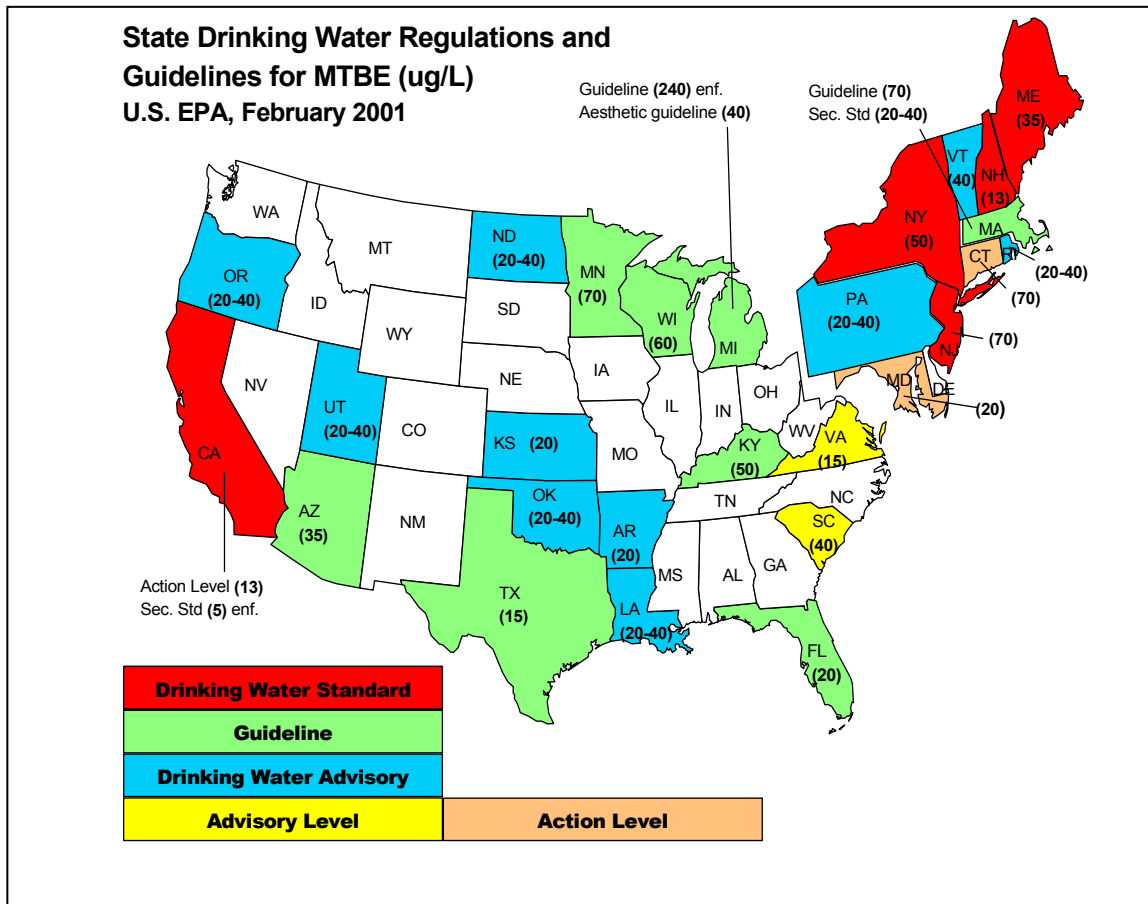 State Drinking Water Regulations and
Guidelines for MTBE (ug/L)
U.S. EPA, February 2001
Guideline (240) enf.
Aesthetic guideline (40)
Guideline (70)
Sec. Std (20-40)
ME
(35)
VT
(40)
NH
(13)
NY
(50)
MA
CT
RI
(20-40)
(70)
WA
MT
ND
(20-40)
MN
(70)
OR
(20-40)
ID
SD
WI
(60)
MI
PA
(20-40)
NJ
(70)
WY
IA
NE
NV
UT
(20-40)
CO
KS (20)
IL
IN
OH
MD
DE
(20)
WV
VA
(15)
MO
KY
(50)
CA
AZ
(35)
NM
OK
(20-40)
AR
(20)
TN
NC
SC
(40)
MS
AL
GA
Action Level (13)
Sec. Std (5) enf.
TX
(15)
LA
(20-40)
FL
(20)
Drinking Water Standard
Guideline
Drinking Water Advisory
Advisory Level
Action Level